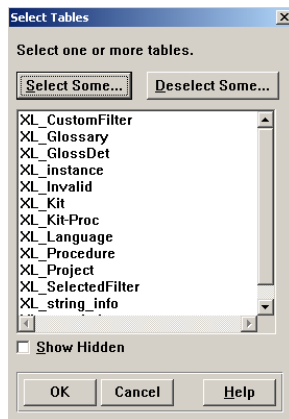 Select Tables
Select one or more tables.
Select Some... Deselect Some...
XL_CustomFilter
XL_Glossary
XL_GlossDet
XL_instance
XL_Invalid
XL_Kit
XL_Kit-Proc
XL_Language
XL_Procedure
XL_Project
XL_SelectedFilter
XL_string_info
Show Hidden
OK Cancel Help